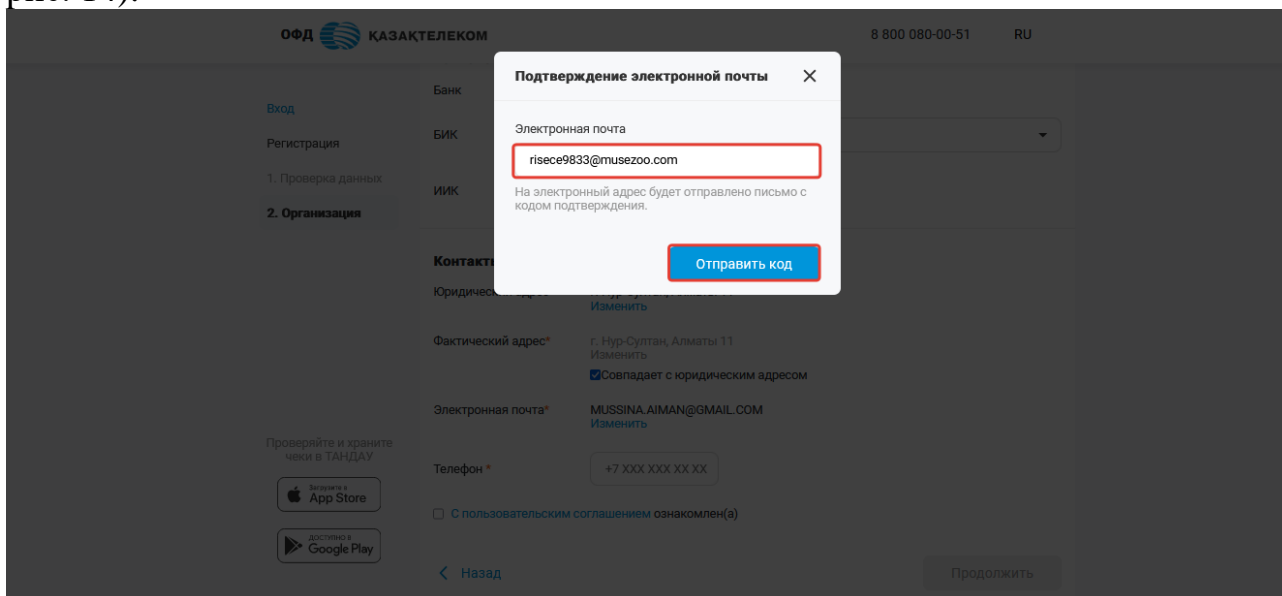 ОФД ҚАЗАҚТЕЛЕКОМ
8 800 080-00-51 RU
Подтверждение электронной почты
Электронная почта
risece9833@musezoo.com
На электронный адрес будет отправлено письмо с
кодом подтверждения.
Отправить код
Вход
Регистрация
1. Проверка данных
2. Организация
Проверяйте и храните
чеки в ТАНДАУ
Загрузите в
App Store
ДОСТУПНО В
Google Play
Банк
БИК
ИИК
Изменить
Фактический адрес*
г. Нур-Султан, Алматы 11
Изменить
Совпадает с юридическим адресом
Электронная почта*
MUSSINA.AIMAN@GMAIL.COM
Изменить
Телефон *
+7 XXX XXX XX XX
С пользовательским соглашением ознакомлен(а)
Назад
Продолжить